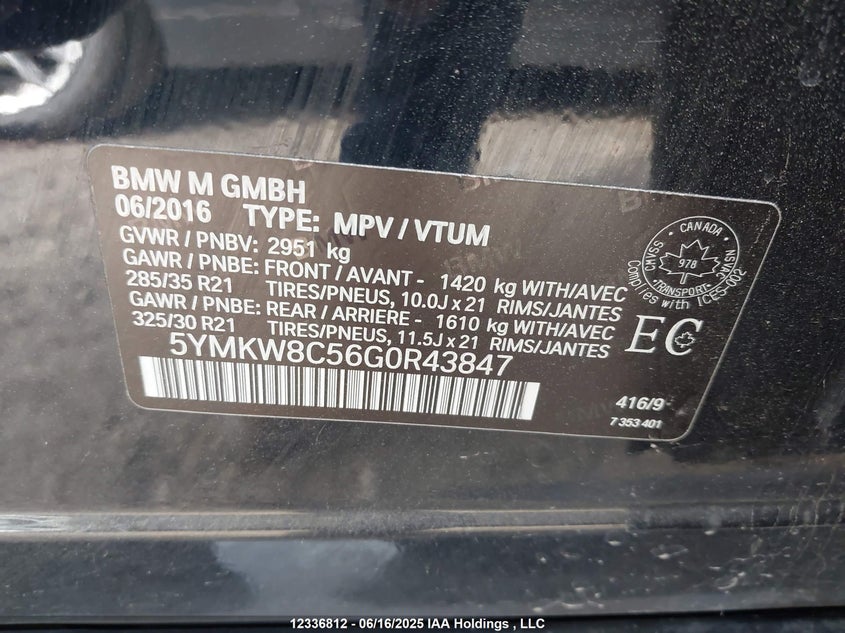 BMW M GMBH
06/2016 TYPE: MPV / VTUM
GVWR / PNBV: 2951 kg
GAWR / PNBE: FRONT / AVANT - 1420 kg WITH/AVEC
285/35 R21 TIRES/PNEUS, 10.0J x 21 RIMS/JANTES
GAWR / PNBE: REAR / ARRIERE - 1610 kg WITH/AVEC
325/30 R21 TIRES/PNEUS, 11.5J x 21 RIMS/JANTES
5YMKW8C56G0R43847
CANADA
CMVSS
NSVAC
978
TRANSPORT
Complies with ICES-002
EC
416/9
7 353 401
12336812 - 06/16/2025 IAA Holdings , LLC